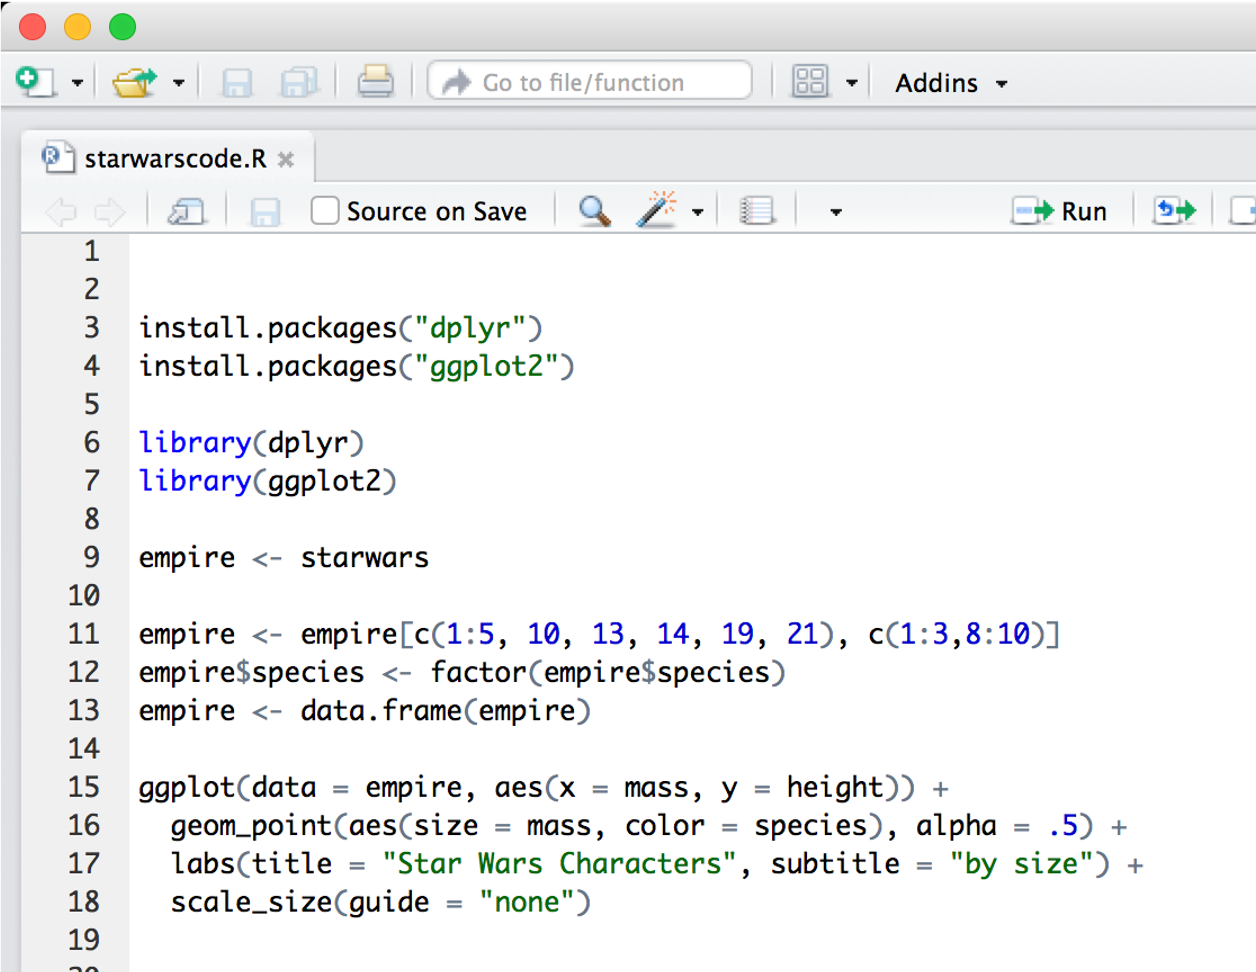 Go to file/function
Addins
starwarscode.R
Source on Save
Run
1
2
3 install.packages("dplyr")
4 install.packages("ggplot2")
5
6 library(dplyr)
7 library(ggplot2)
8
9 empire <- starwars
10
11 empire <- empire[c(1:5, 10, 13, 14, 19, 21), c(1:3,8:10)]
12 empire$species <- factor(empire$species)
13 empire <- data.frame(empire)
14
15 ggplot(data = empire, aes(x = mass, y = height)) +
16   geom_point(aes(size = mass, color = species), alpha = .5) +
17   labs(title = "Star Wars Characters", subtitle = "by size") +
18   scale_size(guide = "none")
19